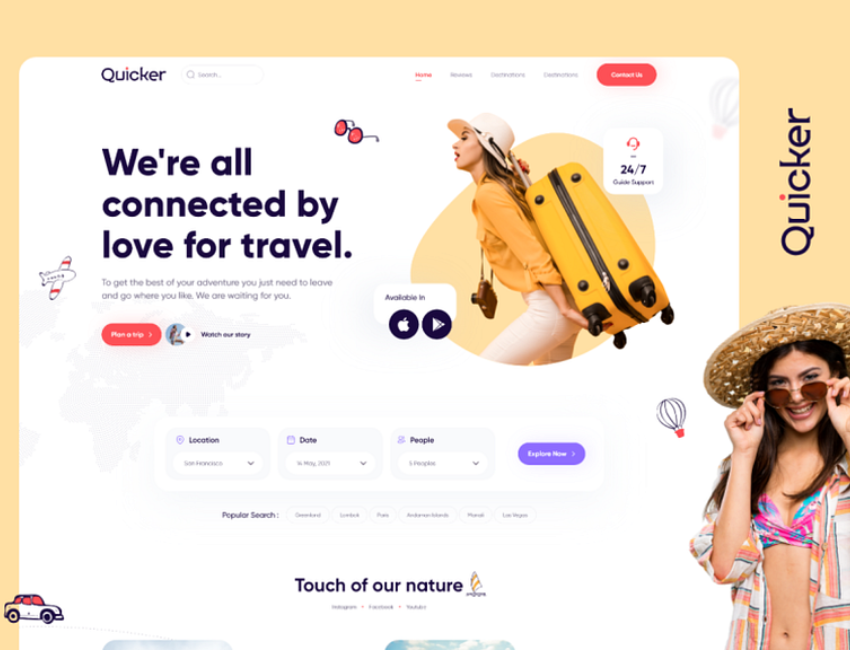 Quicker
Search...
Home
Reviews
Destinations
Destinations
Contact Us
We're all
connected by
love for travel.
To get the best of your adventure you just need to leave
and go where you like. We are waiting for you.
Plan a trip
Watch our story
24/7
Guide Support
Available In
Quicker
Location
Date
People
San Francisco
14 May, 2021
5 Peoples
Explore Now
Popular Search :
Greenland
Lombok
Paris
Andaman Islands
Manali
Las Vegas
Touch of our nature
Instagram • Facebook • Youtube